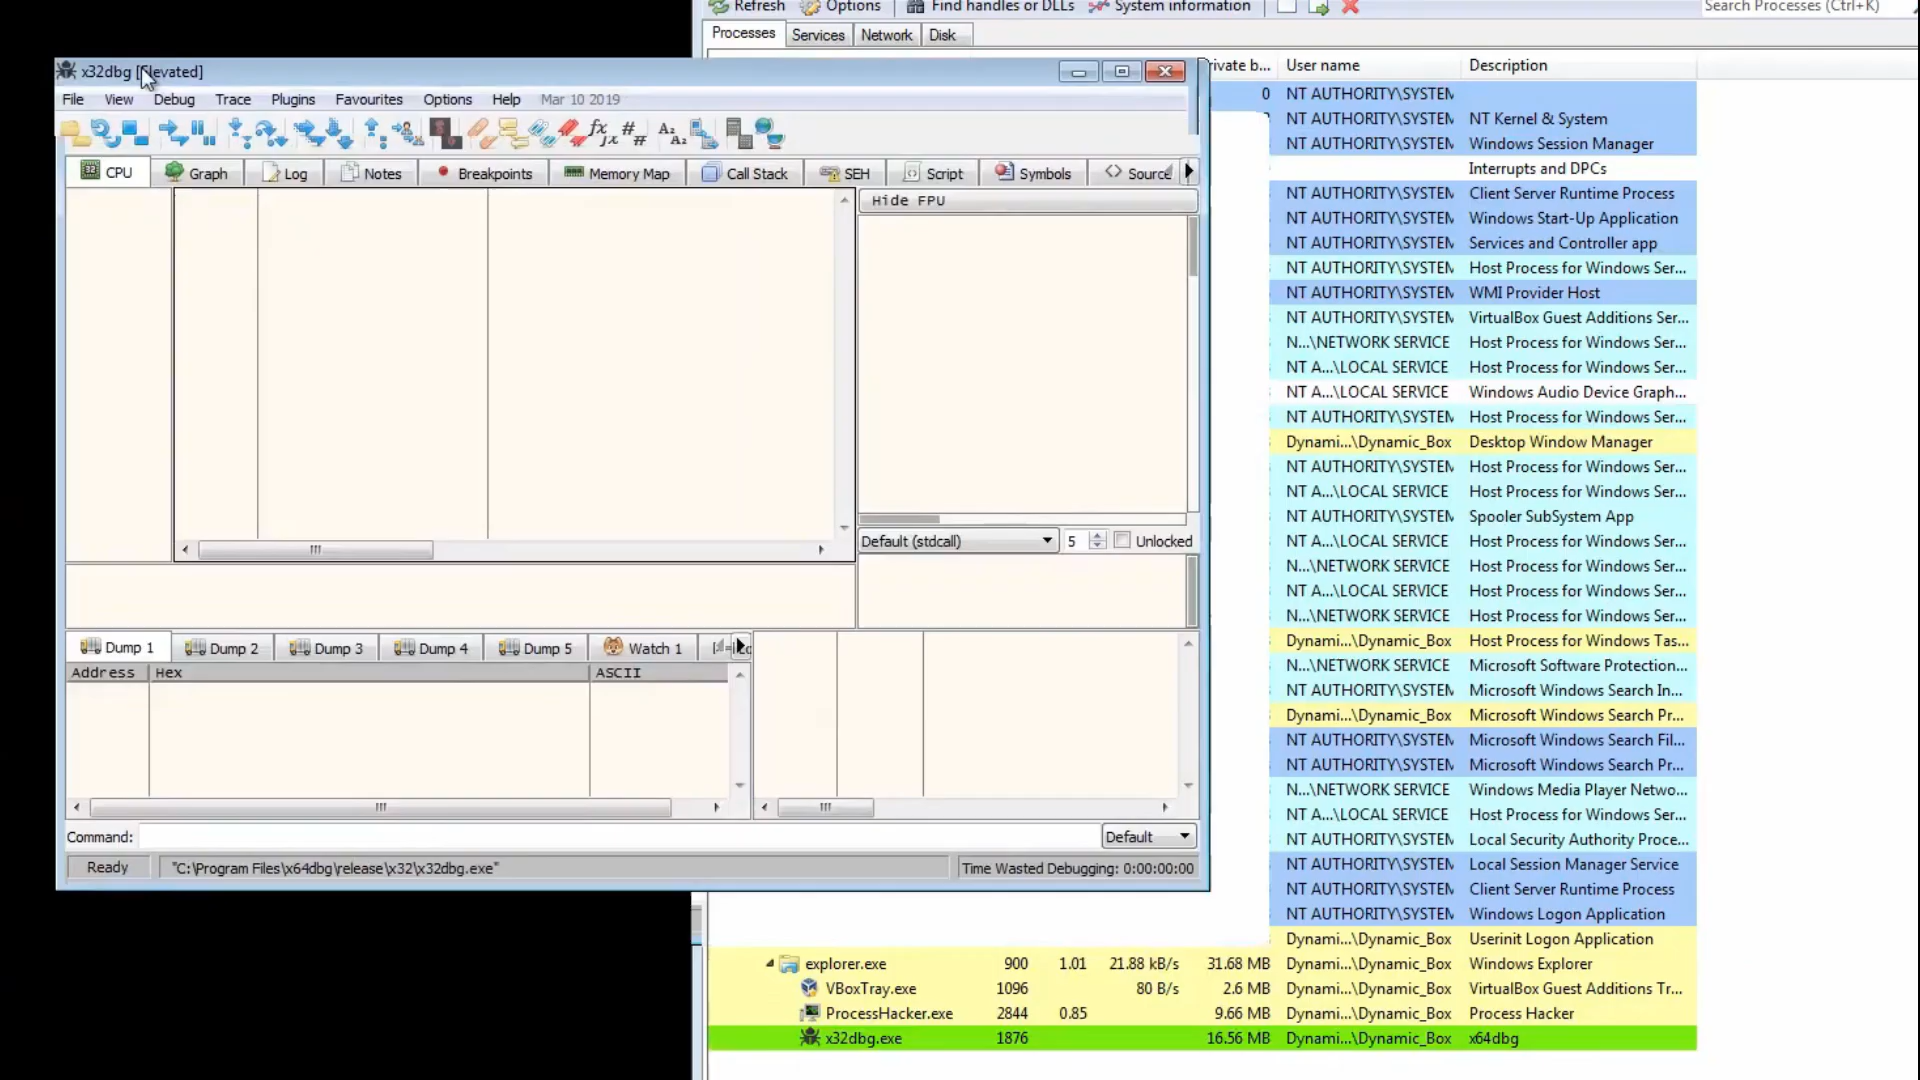 Refresh Options Find handles or DLLs System information Search Processes (Ctrl+K)
Processes Services Network Disk
x32dbg [Elevated]
File View Debug Trace Plugins Favourites Options Help Mar 10 2019
CPU Graph Log Notes Breakpoints Memory Map Call Stack SEH Script Symbols Source
Hide FPU
Default (stdcall) 5 Unlocked
Dump 1 Dump 2 Dump 3 Dump 4 Dump 5 Watch 1
Address Hex ASCII
Command: Default
Ready "C:\Program Files\x64dbg\release\x32\x32dbg.exe" Time Wasted Debugging: 0:00:00:00
rivate b... User name Description
0 NT AUTHORITY\SYSTEM
NT AUTHORITY\SYSTEM NT Kernel & System
NT AUTHORITY\SYSTEM Windows Session Manager
Interrupts and DPCs
NT AUTHORITY\SYSTEM Client Server Runtime Process
NT AUTHORITY\SYSTEM Windows Start-Up Application
NT AUTHORITY\SYSTEM Services and Controller app
NT AUTHORITY\SYSTEM Host Process for Windows Ser...
NT AUTHORITY\SYSTEM WMI Provider Host
NT AUTHORITY\SYSTEM VirtualBox Guest Additions Ser...
N...\NETWORK SERVICE Host Process for Windows Ser...
NT A...\LOCAL SERVICE Host Process for Windows Ser...
NT A...\LOCAL SERVICE Windows Audio Device Graph...
NT AUTHORITY\SYSTEM Host Process for Windows Ser...
Dynami...\Dynamic_Box Desktop Window Manager
NT AUTHORITY\SYSTEM Host Process for Windows Ser...
NT A...\LOCAL SERVICE Host Process for Windows Ser...
NT AUTHORITY\SYSTEM Spooler SubSystem App
NT A...\LOCAL SERVICE Host Process for Windows Ser...
N...\NETWORK SERVICE Host Process for Windows Ser...
NT A...\LOCAL SERVICE Host Process for Windows Ser...
N...\NETWORK SERVICE Host Process for Windows Ser...
Dynami...\Dynamic_Box Host Process for Windows Tas...
N...\NETWORK SERVICE Microsoft Software Protection...
NT AUTHORITY\SYSTEM Microsoft Windows Search In...
Dynami...\Dynamic_Box Microsoft Windows Search Pr...
NT AUTHORITY\SYSTEM Microsoft Windows Search Fil...
NT AUTHORITY\SYSTEM Microsoft Windows Search Pr...
N...\NETWORK SERVICE Windows Media Player Netwo...
NT A...\LOCAL SERVICE Host Process for Windows Ser...
NT AUTHORITY\SYSTEM Local Security Authority Proce...
NT AUTHORITY\SYSTEM Local Session Manager Service
NT AUTHORITY\SYSTEM Client Server Runtime Process
NT AUTHORITY\SYSTEM Windows Logon Application
Dynami...\Dynamic_Box Userinit Logon Application
explorer.exe 900 1.01 21.88 kB/s 31.68 MB Dynami...\Dynamic_Box Windows Explorer
VBoxTray.exe 1096 80 B/s 2.6 MB Dynami...\Dynamic_Box VirtualBox Guest Additions Tr...
ProcessHacker.exe 2844 0.85 9.66 MB Dynami...\Dynamic_Box Process Hacker
x32dbg.exe 1876 16.56 MB Dynami...\Dynamic_Box x64dbg